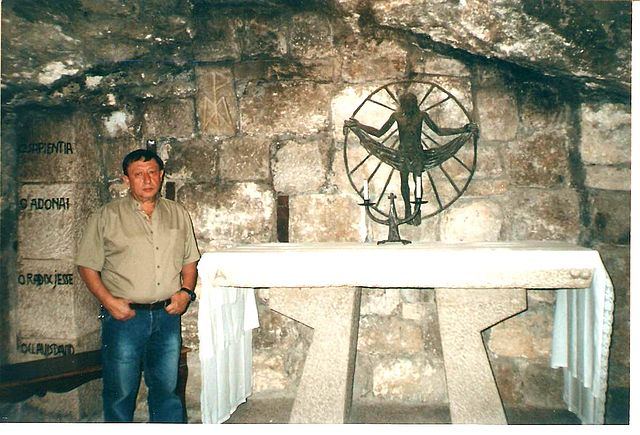 O SAPIENTIA
O ADONAI
O RADIX JESSE
O CLAVIS DAVID